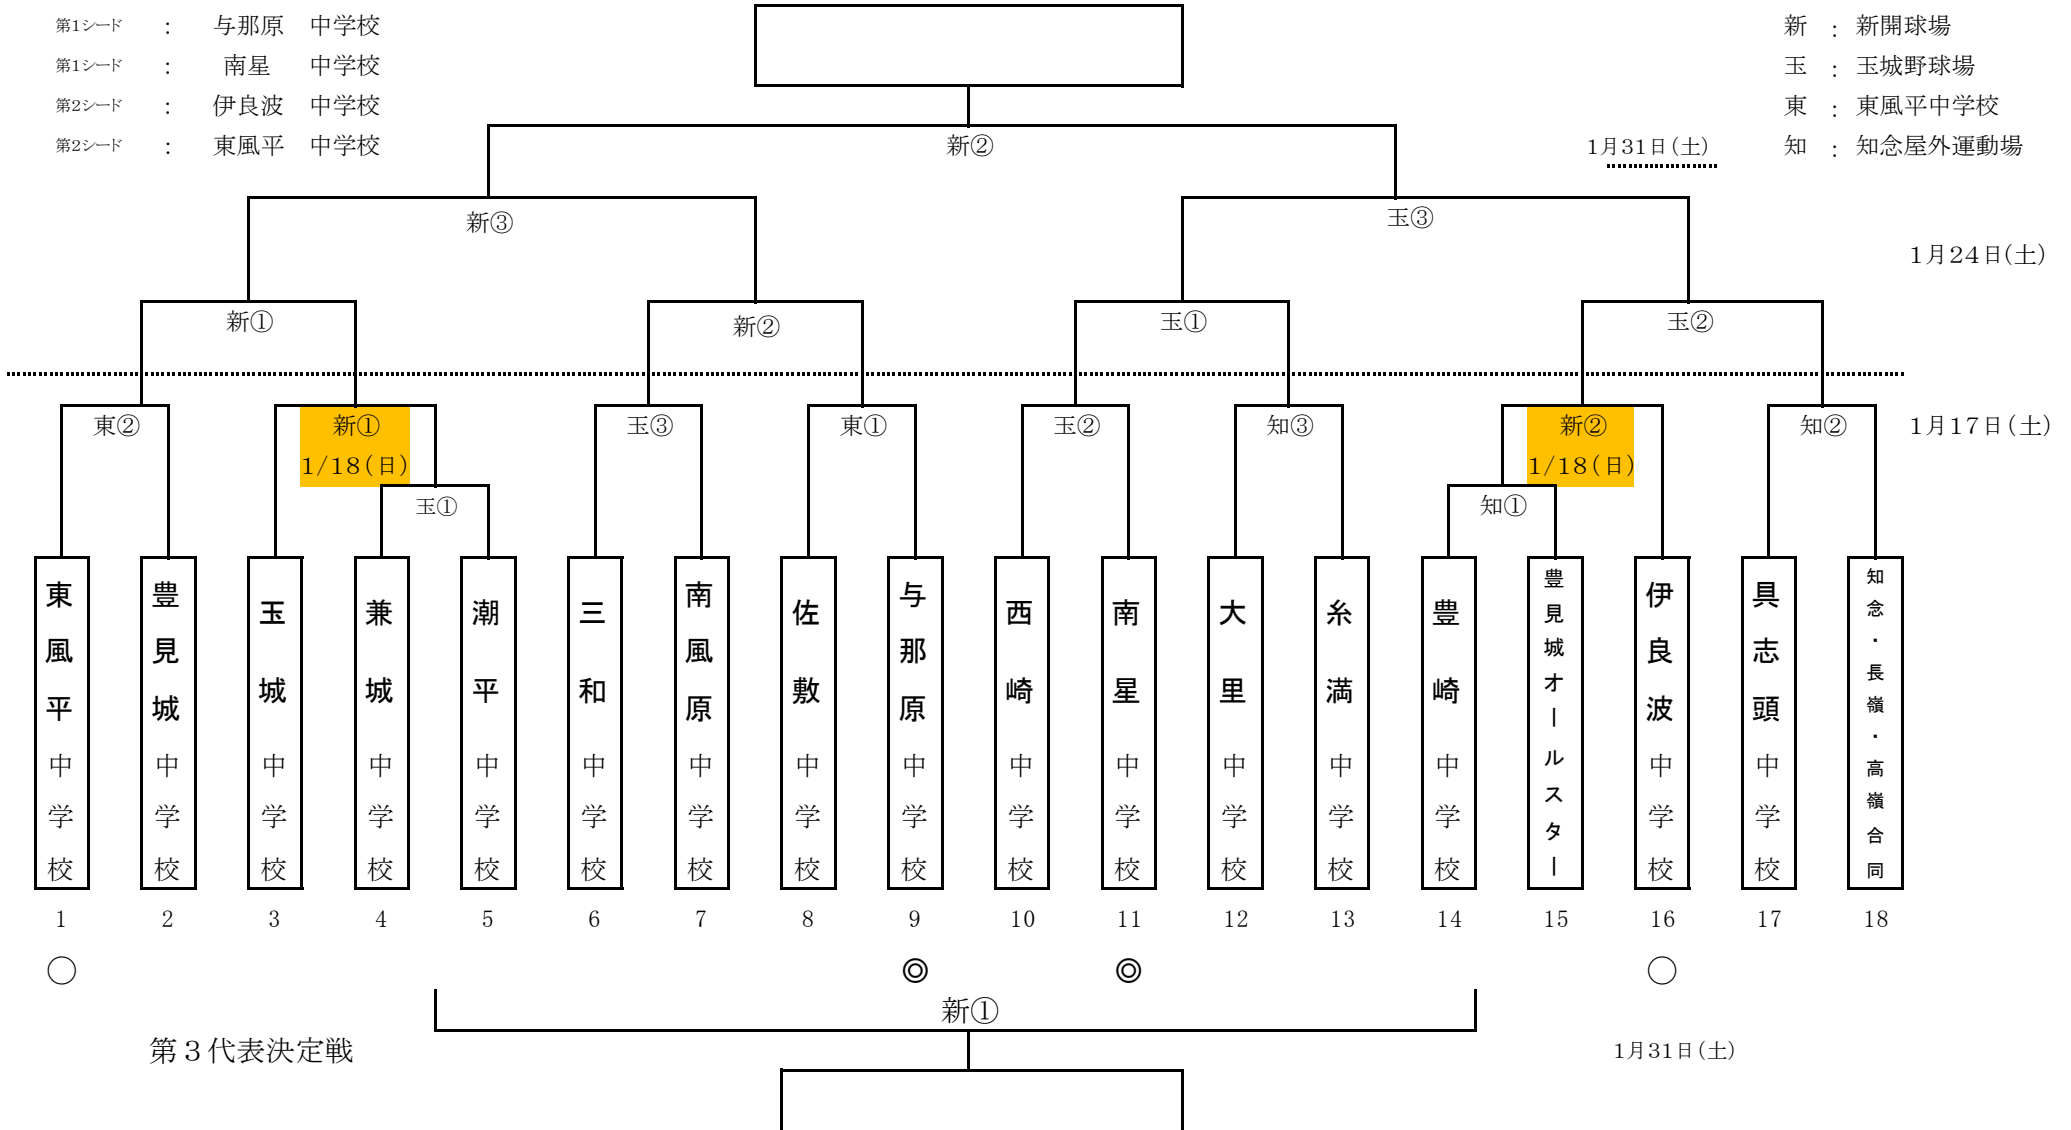 第1シード ： 与那原 中学校
第1シード ： 南星 中学校
第2シード ： 伊良波 中学校
第2シード ： 東風平 中学校
新 ： 新開球場
玉 ： 玉城野球場
東 ： 東風平中学校
知 ： 知念屋外運動場
新②
1月31日(土)
新③
玉③
1月24日(土)
新①
新②
玉①
玉②
東②
新①
1/18(日)
玉③
東①
玉②
知③
新②
1/18(日)
知②
1月17日(土)
玉①
知①
東風平中学校
豊見城中学校
玉城中学校
兼城中学校
潮平中学校
三和中学校
南風原中学校
佐敷中学校
与那原中学校
西崎中学校
南星中学校
大里中学校
糸満中学校
豊崎中学校
豊見城オールスター
伊良波中学校
具志頭中学校
知念・長嶺・高嶺合同
1 2 3 4 5 6 7 8 9 10 11 12 13 14 15 16 17 18
○ ◎ ◎ ○
新①
第３代表決定戦
1月31日(土)